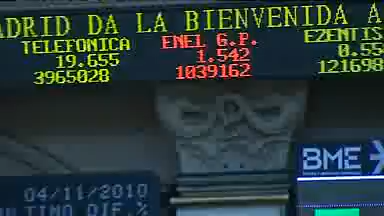 ADRID DA LA BIENVENIDA A
TELEFONICA ENEL G.P. EZENTIS
19.655 1.542 0.55
3965028 1039162 121698
BME
04/11/2010
ULTIMO DIF.%